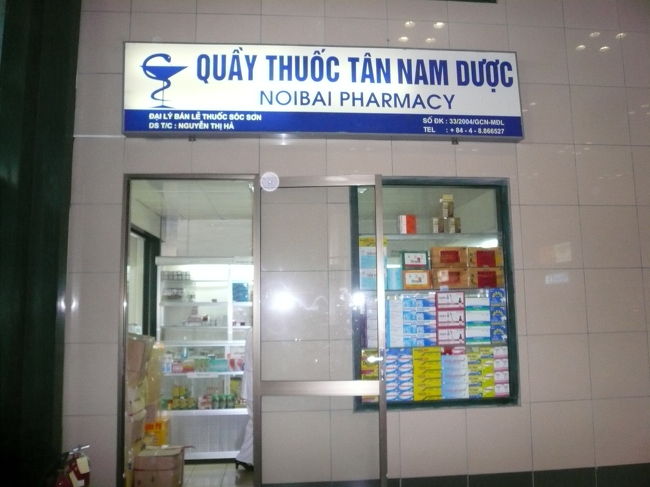 QUẦY THUỐC TÂN NAM DƯỢC
NOIBAI PHARMACY
ĐẠI LÝ BÁN LẺ THUỐC SÓC SƠN
DS T/C : NGUYỄN THỊ HÁ
SỐ ĐK : 33/2004/GCN-MDL
TEL : + 84 - 4 - 8.866527